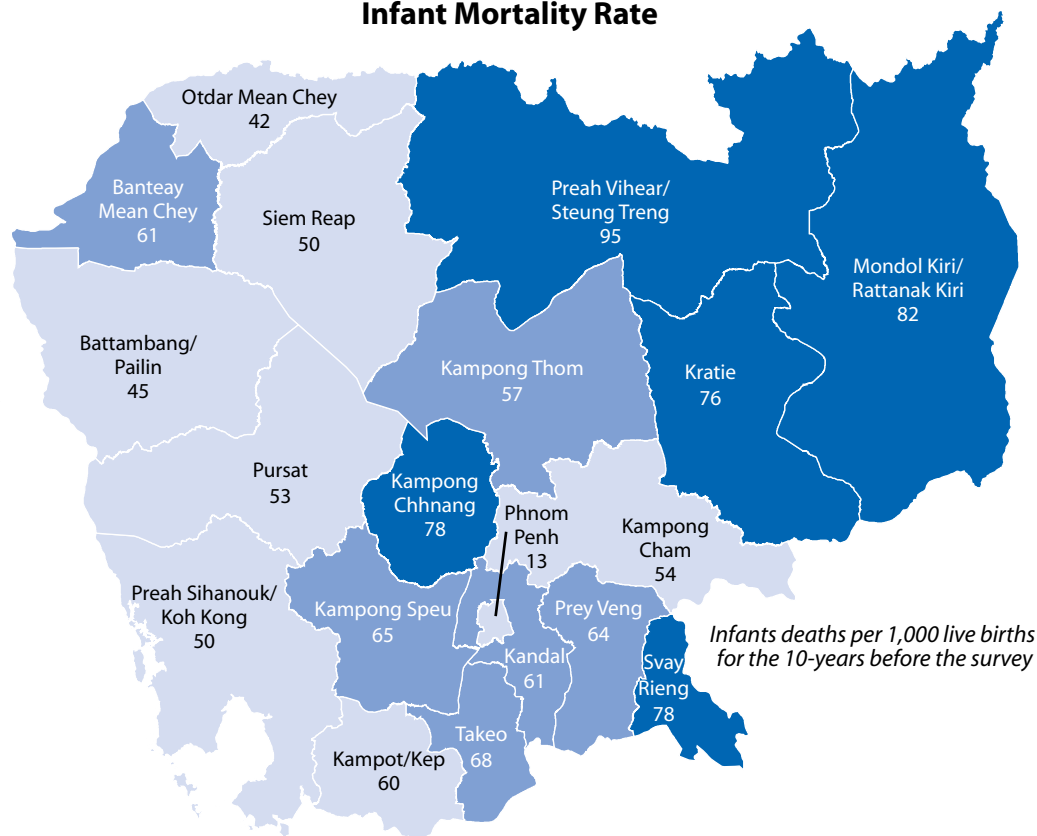 Infant Mortality Rate
Otdar Mean Chey
42
Banteay
Mean Chey
61
Siem Reap
50
Preah Vihear/
Steung Treng
95
Mondol Kiri/
Rattanak Kiri
82
Battambang/
Pailin
45
Kampong Thom
57
Kratie
76
Pursat
53
Kampong
Chhnang
78
Phnom
Penh
13
Kampong
Cham
54
Preah Sihanouk/
Koh Kong
50
Kampong Speu
65
Prey Veng
64
Kandal
61
Svay
Rieng
78
Infants deaths per 1,000 live births
for the 10-years before the survey
Takeo
68
Kampot/Kep
60